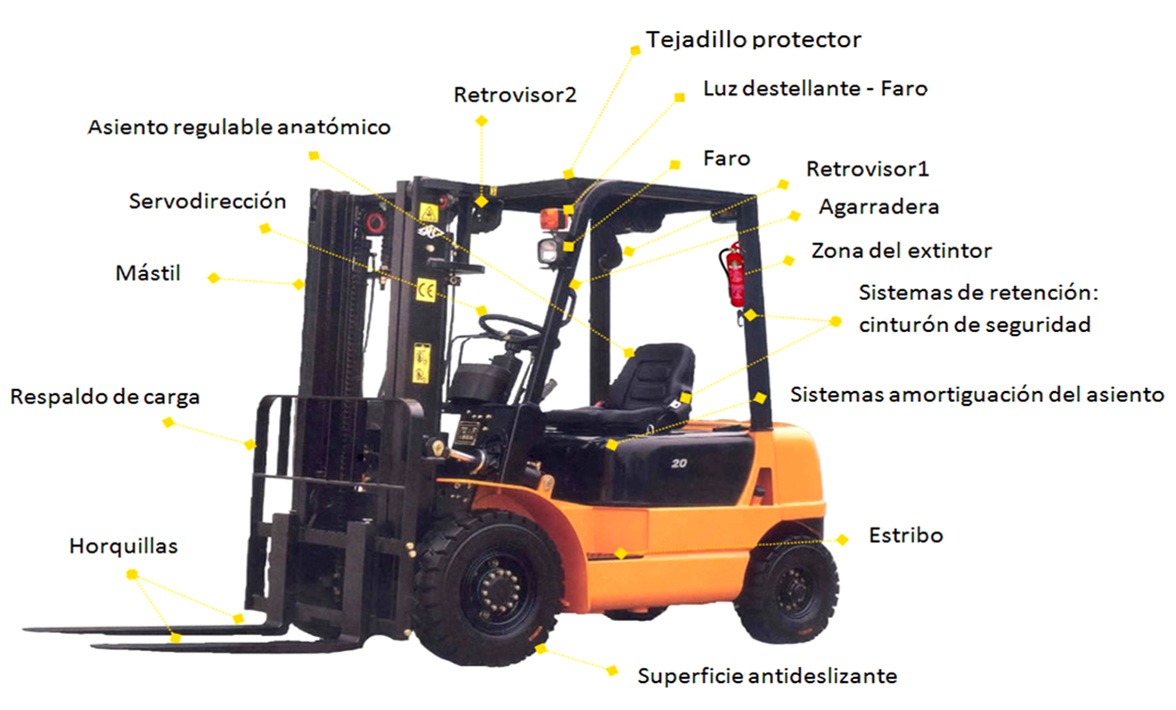 Tejadillo protector
Luz destellante - Faro
Retrovisor2
Asiento regulable anatómico
Faro
Retrovisor1
Servodirección
Agarradera
Zona del extintor
Mástil
Sistemas de retención:
cinturón de seguridad
CE
Respaldo de carga
Sistemas amortiguación del asiento
20
Estribo
Horquillas
Superficie antideslizante